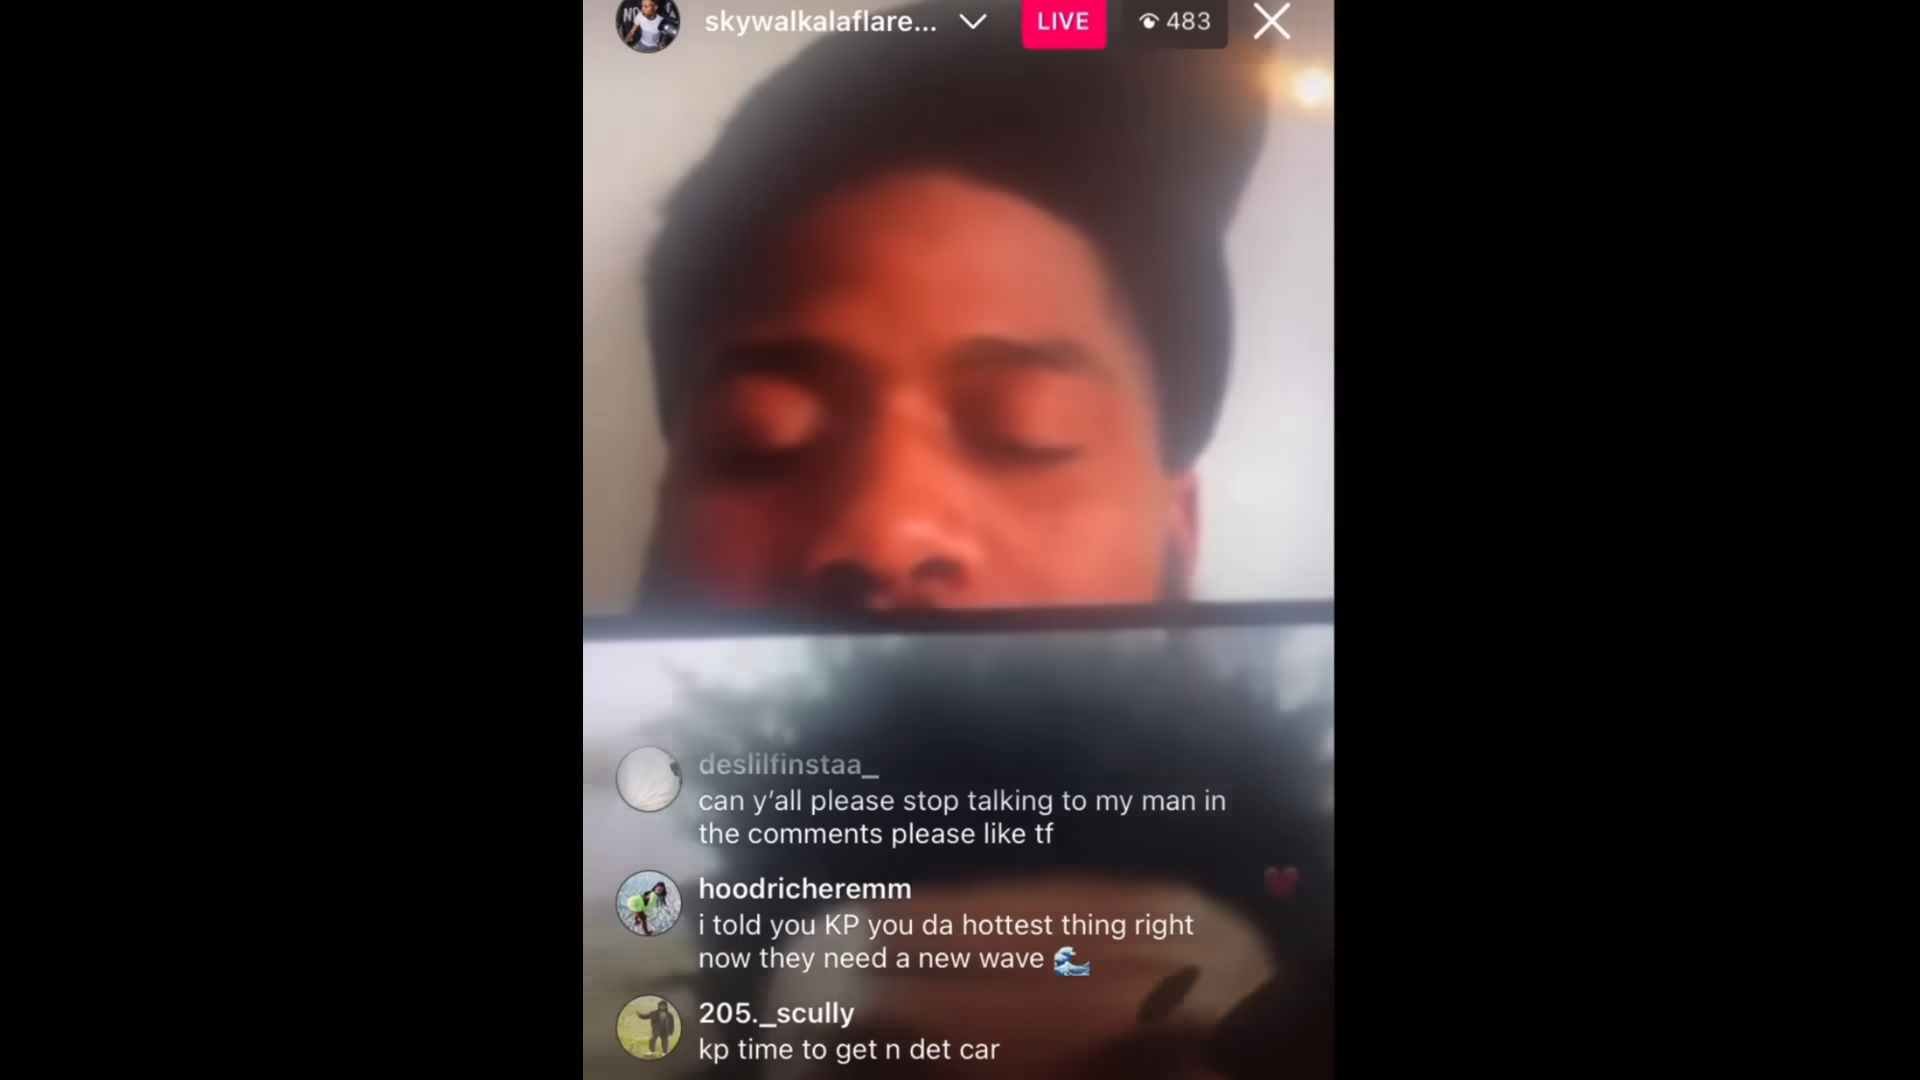 skywalkalaflare...
LIVE
483
deslilfinstaa_
can y’all please stop talking to my man in
the comments please like tf
hoodricheremm
i told you KP you da hottest thing right
now they need a new wave 🌊
205._scully
kp time to get n det car